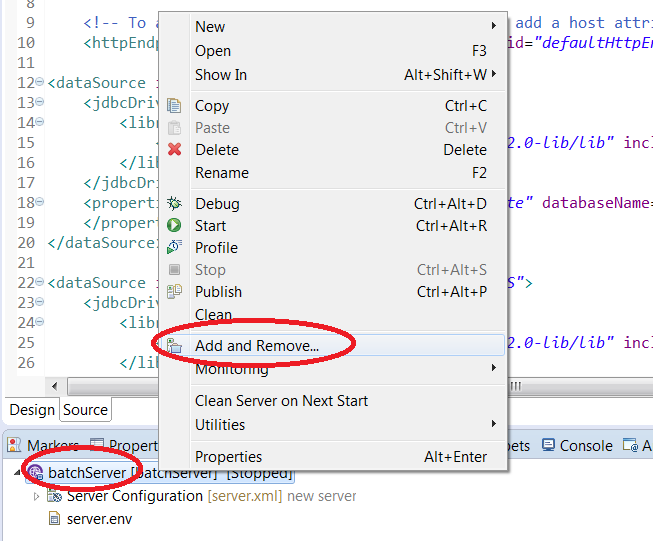 8
9 <!-- To a add a host attri
10 <httpEndp id="defaultHttpEn
11
12 <dataSource i
13 <jdbcDriv
14 <libr
15 2.0-lib/lib" incl
16 </lib
17 </jdbcDri
18 <properti te" databaseName=
19 </propert
20 </dataSource>
21
22 <dataSource i S">
23 <jdbcDriv
24 <libr
25 2.0-lib/lib" incl
26 </lib
New
Open F3
Show In Alt+Shift+W
Copy Ctrl+C
Paste Ctrl+V
Delete Delete
Rename F2
Debug Ctrl+Alt+D
Start Ctrl+Alt+R
Profile
Stop Ctrl+Alt+S
Publish Ctrl+Alt+P
Clean...
Add and Remove...
Monitoring
Clean Server on Next Start
Utilities
Properties Alt+Enter
Design Source
Markers Propert pets Console A
batchServer [batchServer] [Stopped]
Server Configuration [server.xml] new server
server.env